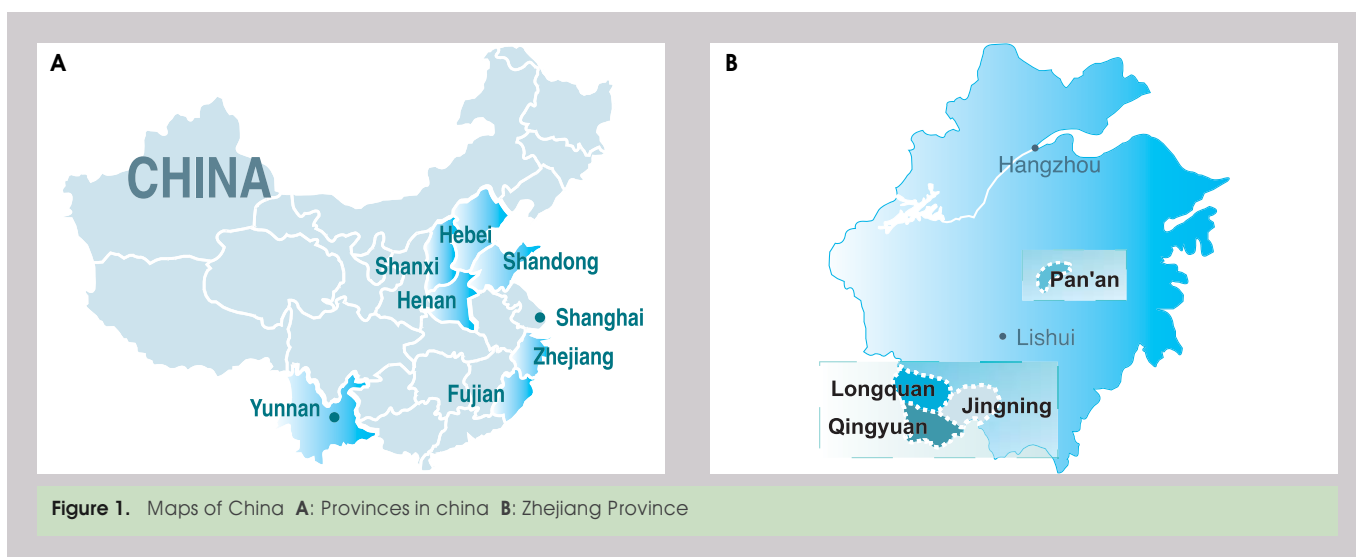 A
CHINA
Hebei
Shanxi
Shandong
Henan
Shanghai
Zhejiang
Fujian
Yunnan
B
Hangzhou
Pan'an
Lishui
Longquan
Jingning
Qingyuan
Figure 1. Maps of China A: Provinces in china B: Zhejiang Province